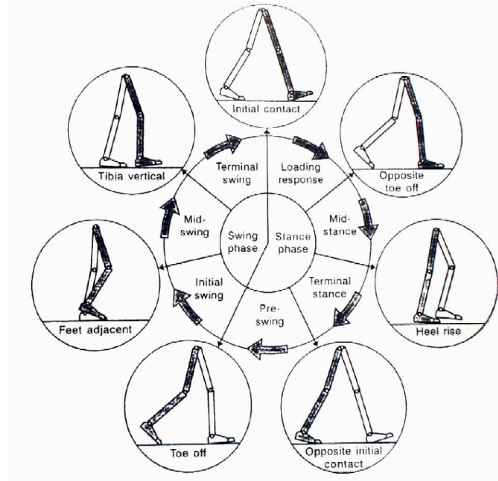 Initial contact
Opposite
toe off
Heel rise
Opposite initial
contact
Toe off
Feet adjacent
Tibia vertical
Terminal
swing
Loading
response
Mid-
stance
Terminal
stance
Pre-
swing
Initial
swing
Mid-
swing
Swing
phase
Stance
phase